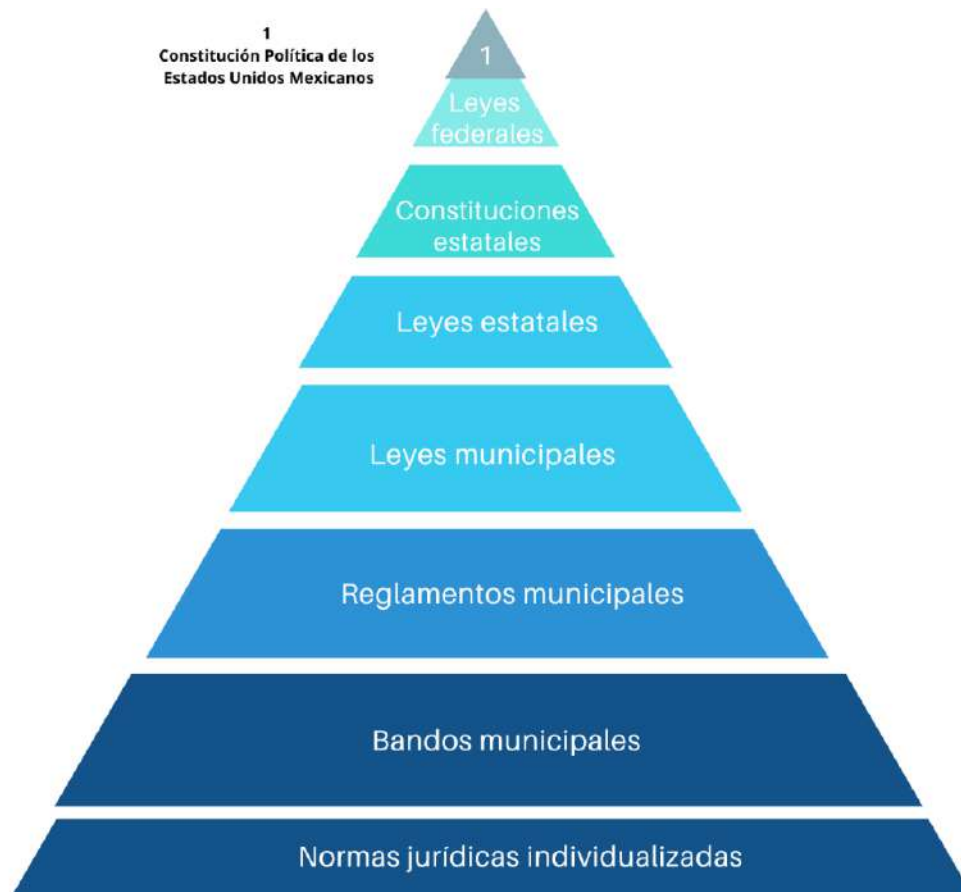 1
Constitución Política de los
Estados Unidos Mexicanos
1
Leyes
federales
Constituciones
estatales
Leyes estatales
Leyes municipales
Reglamentos municipales
Bandos municipales
Normas jurídicas individualizadas